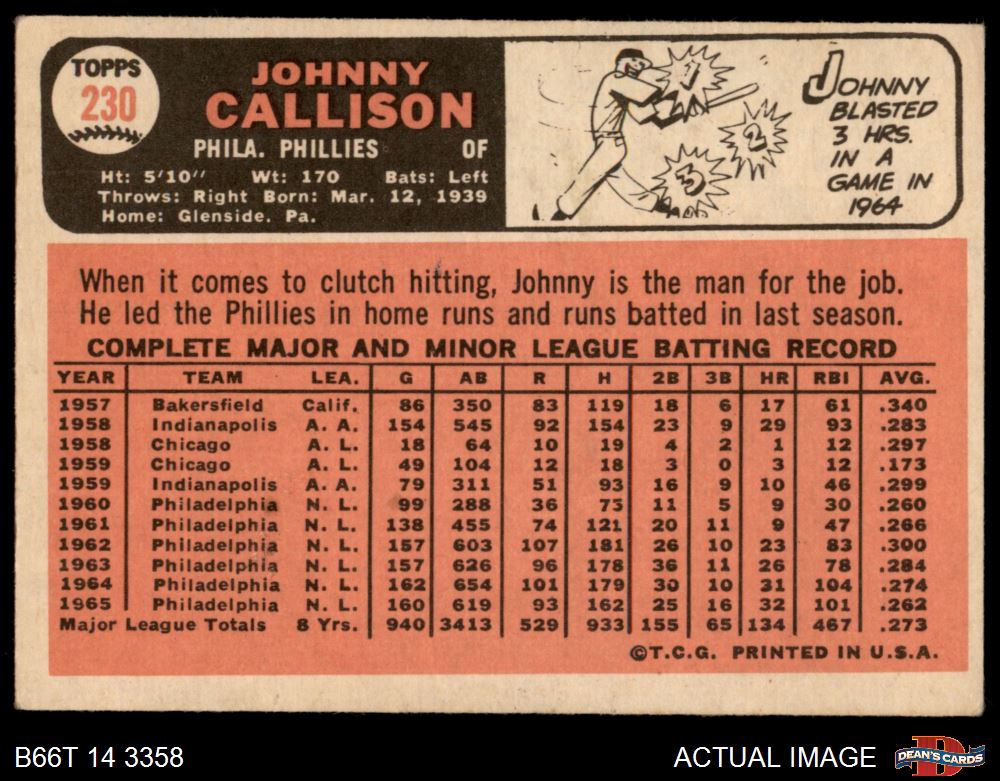 TOPPS
230
JOHNNY
CALLISON
PHILA. PHILLIES OF
Ht: 5'10" Wt: 170 Bats: Left
Throws: Right Born: Mar. 12, 1939
Home: Glenside. Pa.
1
2
3
JOHNNY
BLASTED
3 HRS.
IN A
GAME IN
1964
When it comes to clutch hitting, Johnny is the man for the job.
He led the Phillies in home runs and runs batted in last season.
COMPLETE MAJOR AND MINOR LEAGUE BATTING RECORD
YEAR TEAM LEA. G AB R H 2B 3B HR RBI AVG.
1957 Bakersfield Calif. 86 350 83 119 18 6 17 61 .340
1958 Indianapolis A. A. 154 545 92 154 23 9 29 93 .283
1958 Chicago A. L. 18 64 10 19 4 2 1 12 .297
1959 Chicago A. L. 49 104 12 18 3 0 3 12 .173
1959 Indianapolis A. A. 79 311 51 93 16 9 10 46 .299
1960 Philadelphia N. L. 99 288 36 75 11 5 9 30 .260
1961 Philadelphia N. L. 138 455 74 121 20 11 9 47 .266
1962 Philadelphia N. L. 157 603 107 181 26 10 23 83 .300
1963 Philadelphia N. L. 157 626 96 178 36 11 26 78 .284
1964 Philadelphia N. L. 162 654 101 179 30 10 31 104 .274
1965 Philadelphia N. L. 160 619 93 162 25 16 32 101 .262
Major League Totals 8 Yrs. 940 3413 529 933 155 65 134 467 .273
©T.C.G. PRINTED IN U.S.A.
B66T 14 3358
ACTUAL IMAGE
D
DEAN'S CARDS